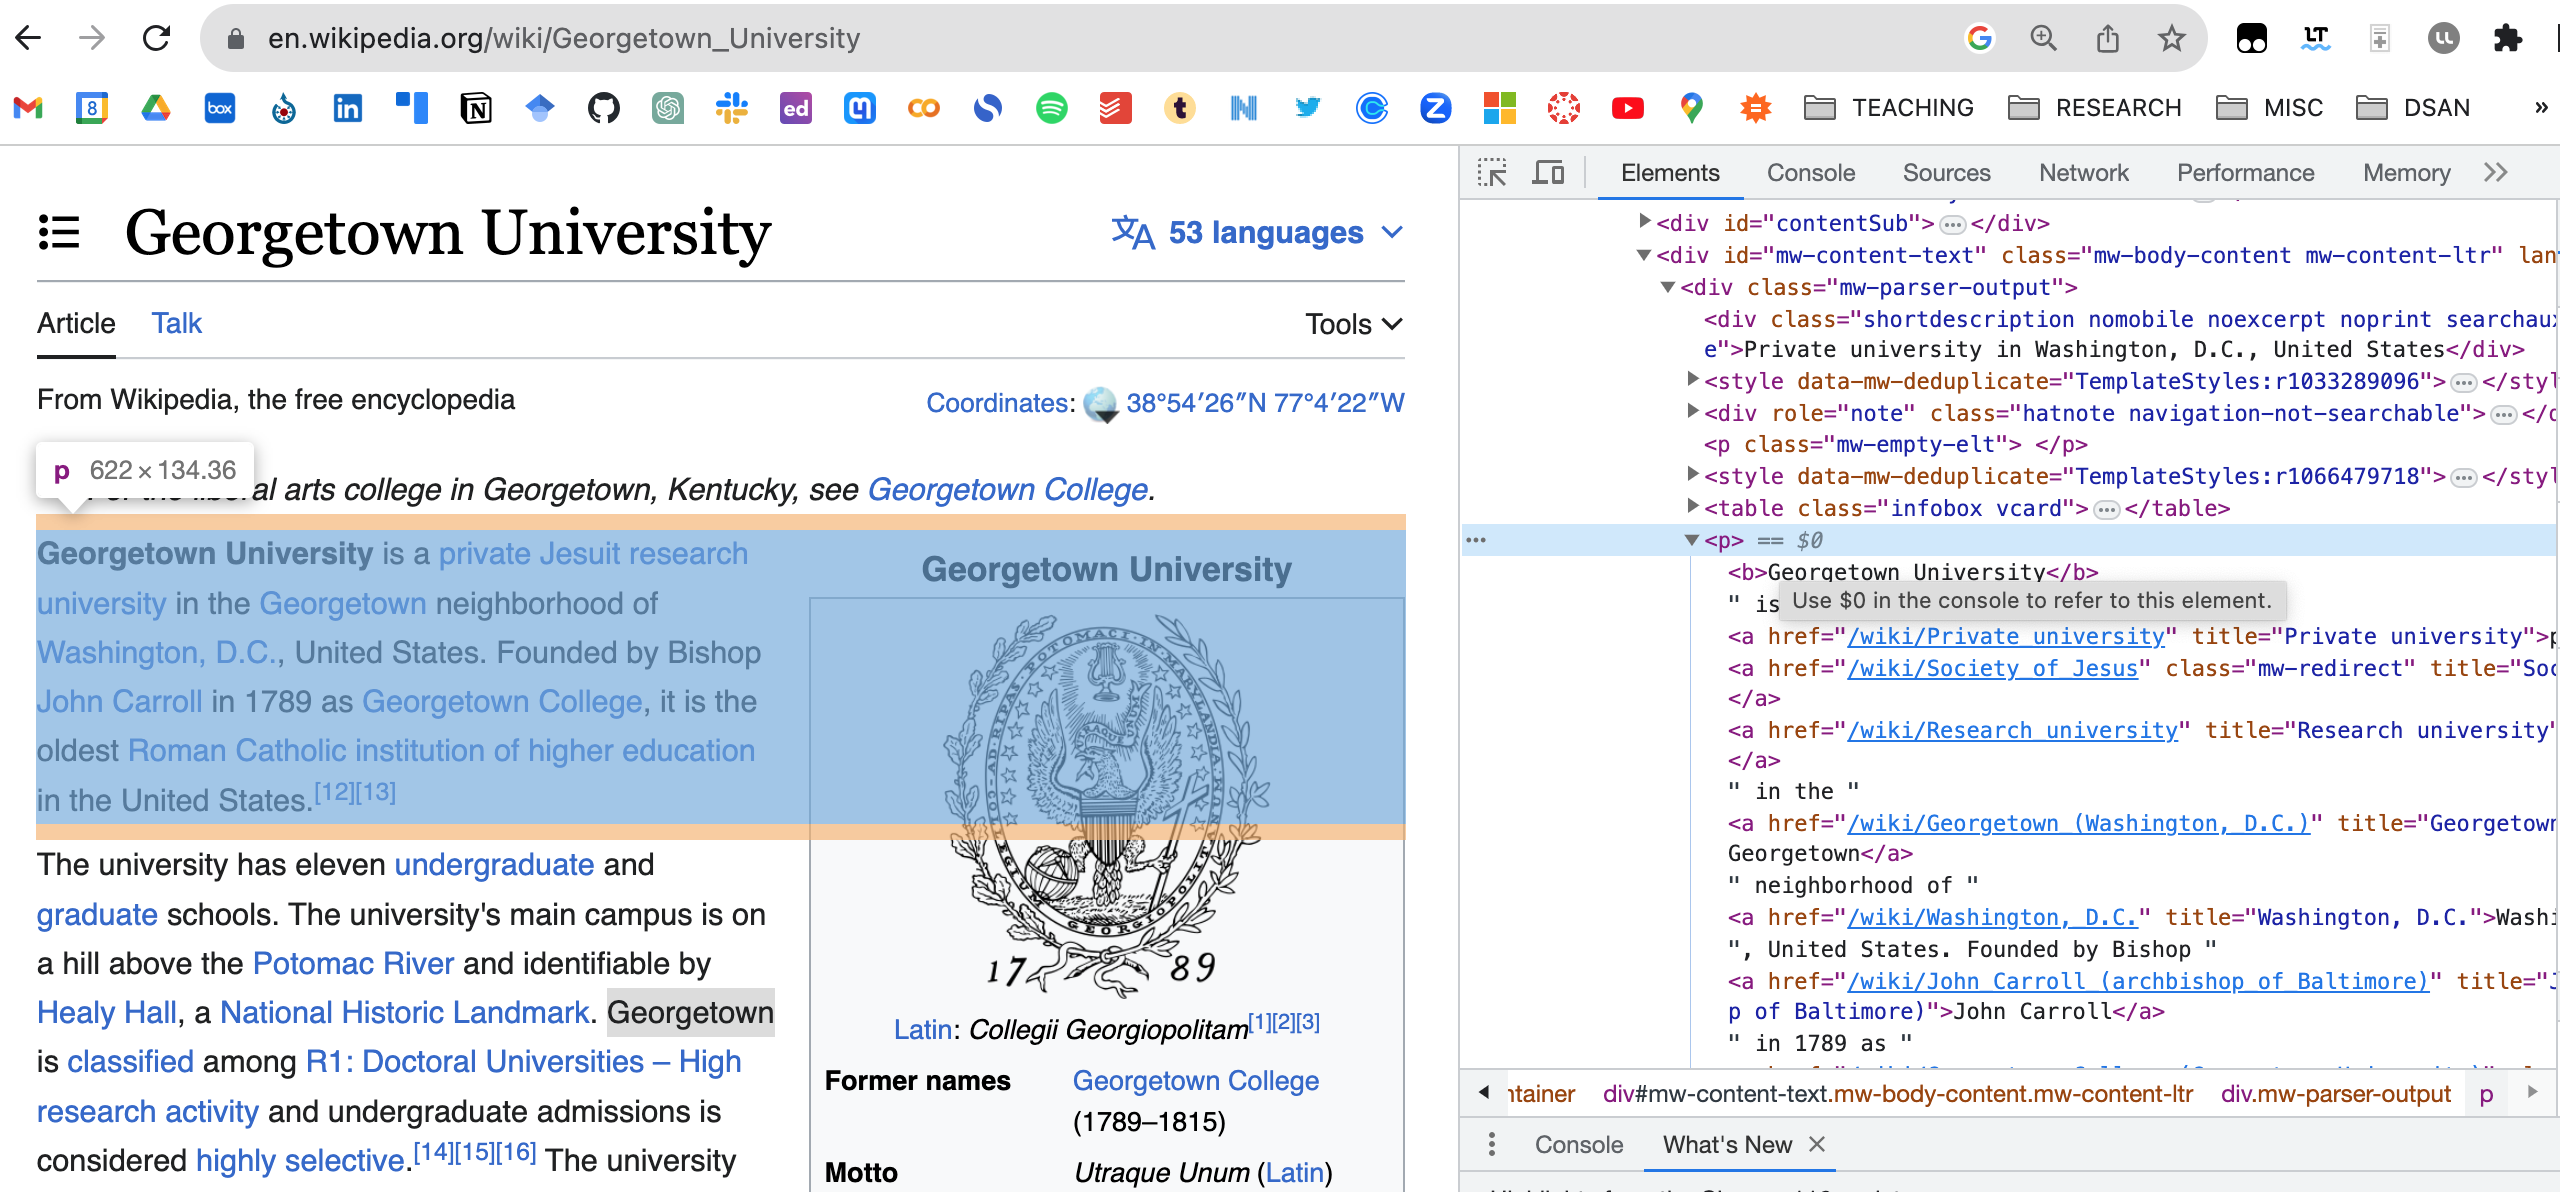 en.wikipedia.org/wiki/Georgetown_University
TEACHING RESEARCH MISC DSAN »
Georgetown University
53 languages
Article Talk Tools
From Wikipedia, the free encyclopedia
Coordinates: 38°54′26″N 77°4′22″W
p 622 × 134.36
arts college in Georgetown, Kentucky, see Georgetown College.
Georgetown University is a private Jesuit research
university in the Georgetown neighborhood of
Washington, D.C., United States. Founded by Bishop
John Carroll in 1789 as Georgetown College, it is the
oldest Roman Catholic institution of higher education
in the United States.[12][13]
The university has eleven undergraduate and
graduate schools. The university's main campus is on
a hill above the Potomac River and identifiable by
Healy Hall, a National Historic Landmark. Georgetown
is classified among R1: Doctoral Universities – High
research activity and undergraduate admissions is
considered highly selective.[14][15][16] The university
Georgetown University
17 89
Latin: Collegii Georgiopolitam[1][2][3]
Former names Georgetown College
(1789–1815)
Motto Utraque Unum (Latin)
Elements Console Sources Network Performance Memory
<div id="contentSub"> ••• </div>
<div id="mw-content-text" class="mw-body-content mw-content-ltr" lan
<div class="mw-parser-output">
<div class="shortdescription nomobile noexcerpt noprint searchaux
e">Private university in Washington, D.C., United States</div>
<style data-mw-deduplicate="TemplateStyles:r1033289096"> ••• </styl
<div role="note" class="hatnote navigation-not-searchable"> ••• </d
<p class="mw-empty-elt"> </p>
<style data-mw-deduplicate="TemplateStyles:r1066479718"> ••• </styl
<table class="infobox vcard"> ••• </table>
<p> == $0
<b>Georgetown University</b>
" is
Use $0 in the console to refer to this element.
<a href="/wiki/Private_university" title="Private university">p
<a href="/wiki/Society_of_Jesus" class="mw-redirect" title="Soc
</a>
<a href="/wiki/Research_university" title="Research university"
</a>
" in the "
<a href="/wiki/Georgetown_(Washington,_D.C.)" title="Georgetown
Georgetown</a>
" neighborhood of "
<a href="/wiki/Washington,_D.C." title="Washington, D.C.">Washi
", United States. Founded by Bishop "
<a href="/wiki/John_Carroll_(archbishop_of_Baltimore)" title="J
p of Baltimore)">John Carroll</a>
" in 1789 as "
ntainer div#mw-content-text.mw-body-content.mw-content-ltr div.mw-parser-output p
Console What's New